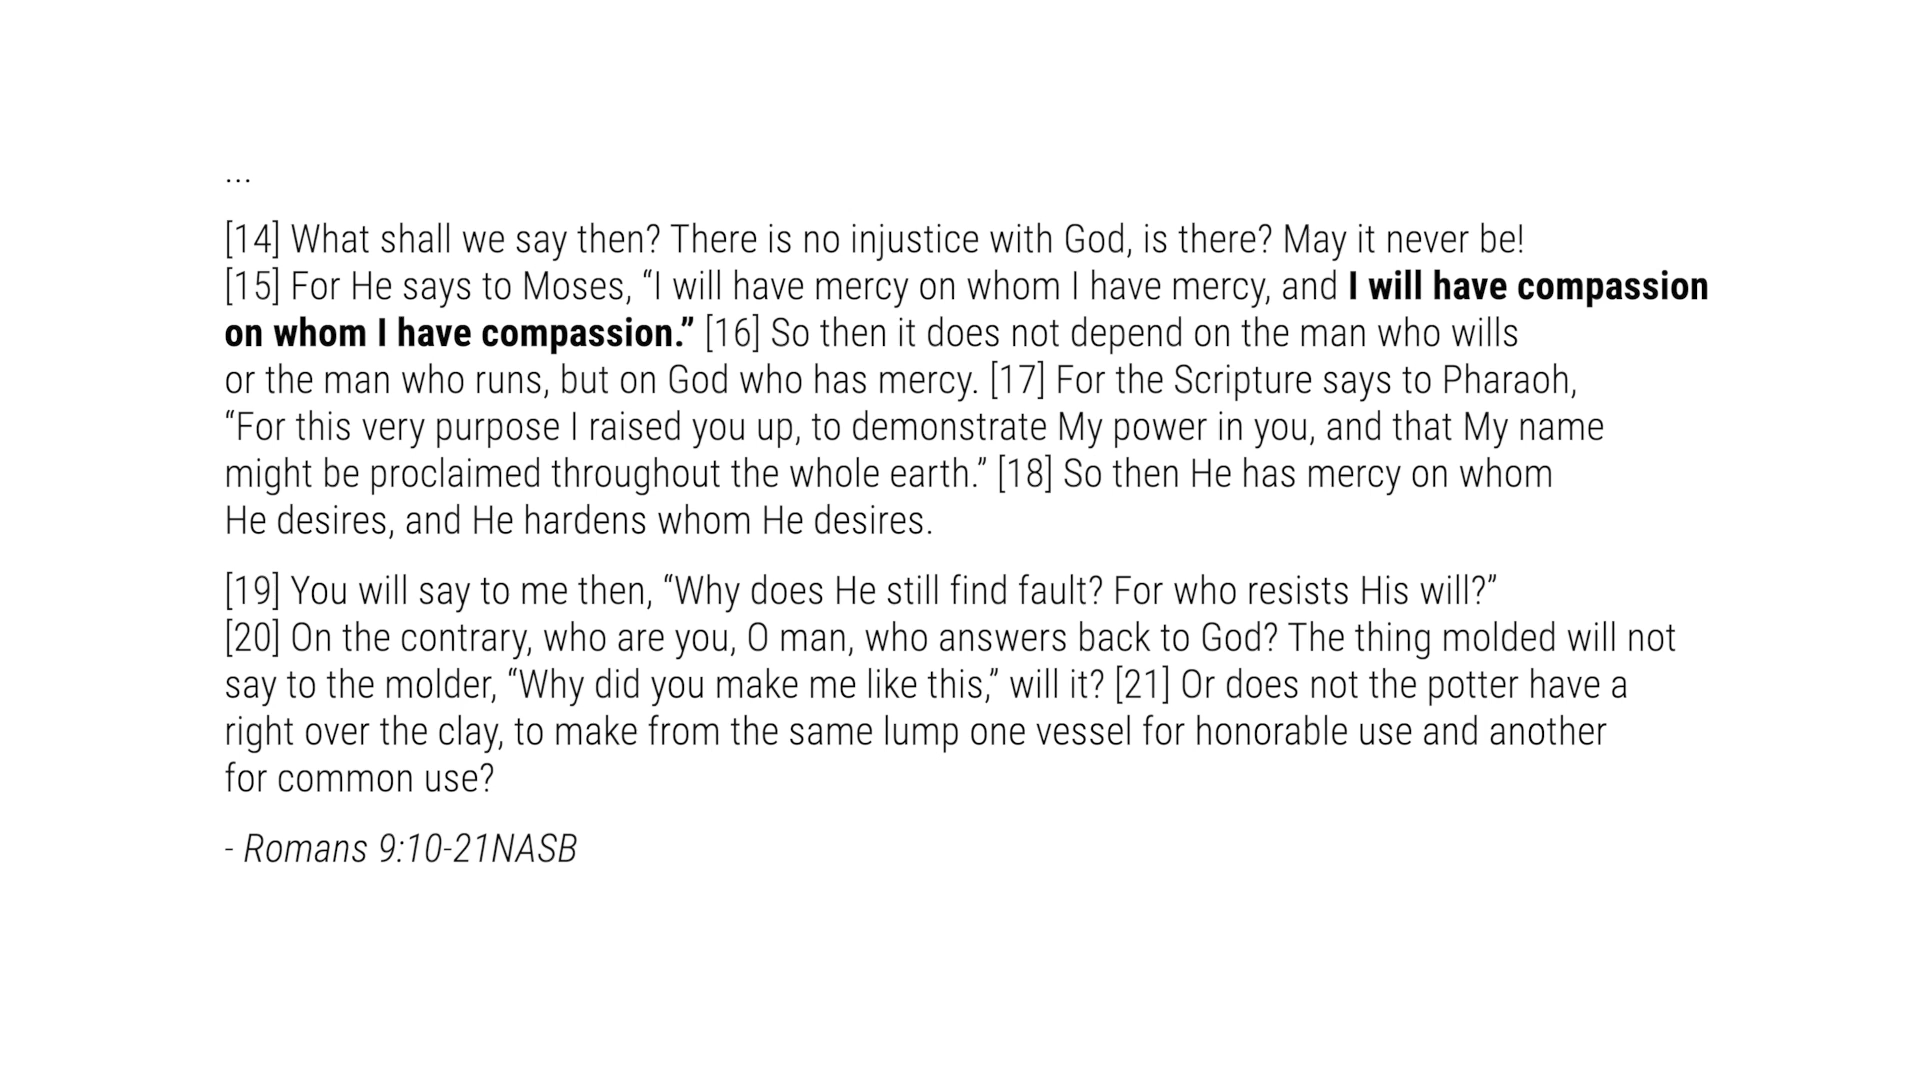 ...
[14] What shall we say then? There is no injustice with God, is there? May it never be!
[15] For He says to Moses, “I will have mercy on whom I have mercy, and I will have compassion
on whom I have compassion.” [16] So then it does not depend on the man who wills
or the man who runs, but on God who has mercy. [17] For the Scripture says to Pharaoh,
“For this very purpose I raised you up, to demonstrate My power in you, and that My name
might be proclaimed throughout the whole earth.” [18] So then He has mercy on whom
He desires, and He hardens whom He desires.
[19] You will say to me then, “Why does He still find fault? For who resists His will?”
[20] On the contrary, who are you, O man, who answers back to God? The thing molded will not
say to the molder, “Why did you make me like this,” will it? [21] Or does not the potter have a
right over the clay, to make from the same lump one vessel for honorable use and another
for common use?
- Romans 9:10-21NASB